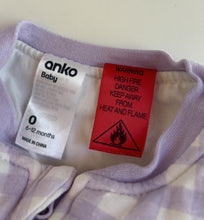 anko
Baby
0
6-12 months
MADE IN CHINA
WARNING
HIGH FIRE
DANGER
KEEP AWAY
FROM
HEAT AND FLAME